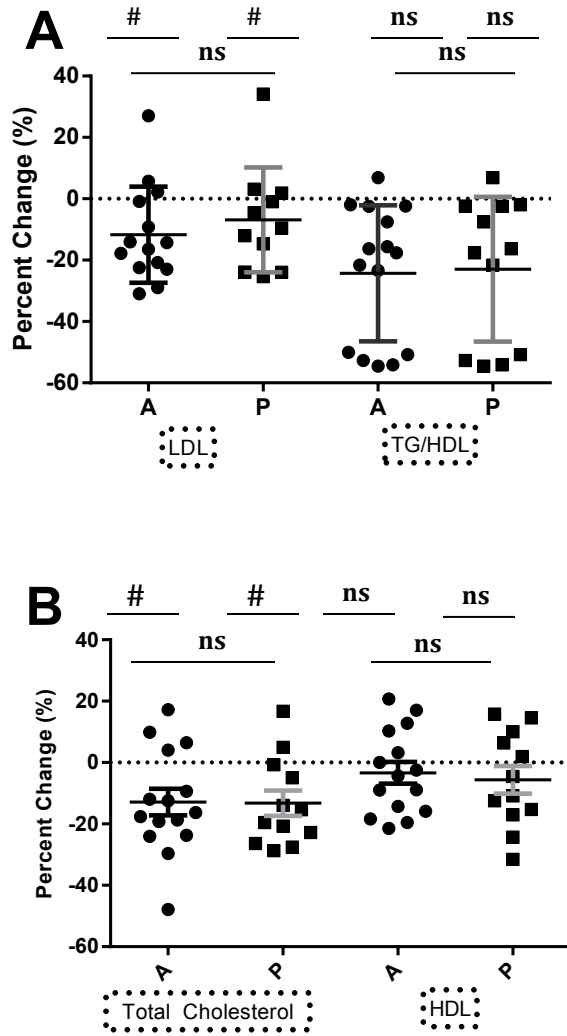 A
# # ns ns
ns ns
Percent Change (%)
40
20
0
-20
-40
-60
A P A P
LDL TG/HDL
B
# # ns ns
ns ns
Percent Change (%)
40
20
0
-20
-40
-60
A P A P
Total Cholesterol HDL